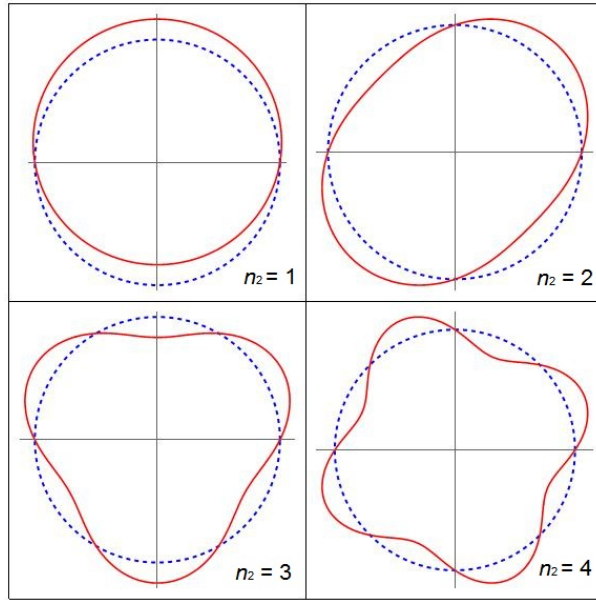 n₂ = 1
n₂ = 2
n₂ = 3
n₂ = 4